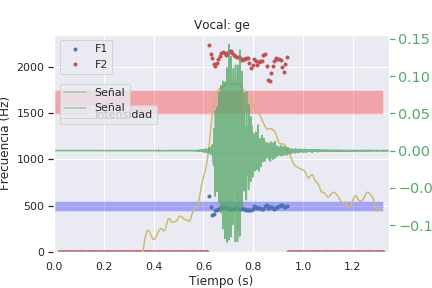 Vocal: ge
F1
F2
Señal
Señal
Intensidad
Frecuencia (Hz)
2000
1500
1000
500
0
0.15
0.10
0.05
0.00
−0.
−0.1
0.0 0.2 0.4 0.6 0.8 1.0 1.2
Tiempo (s)